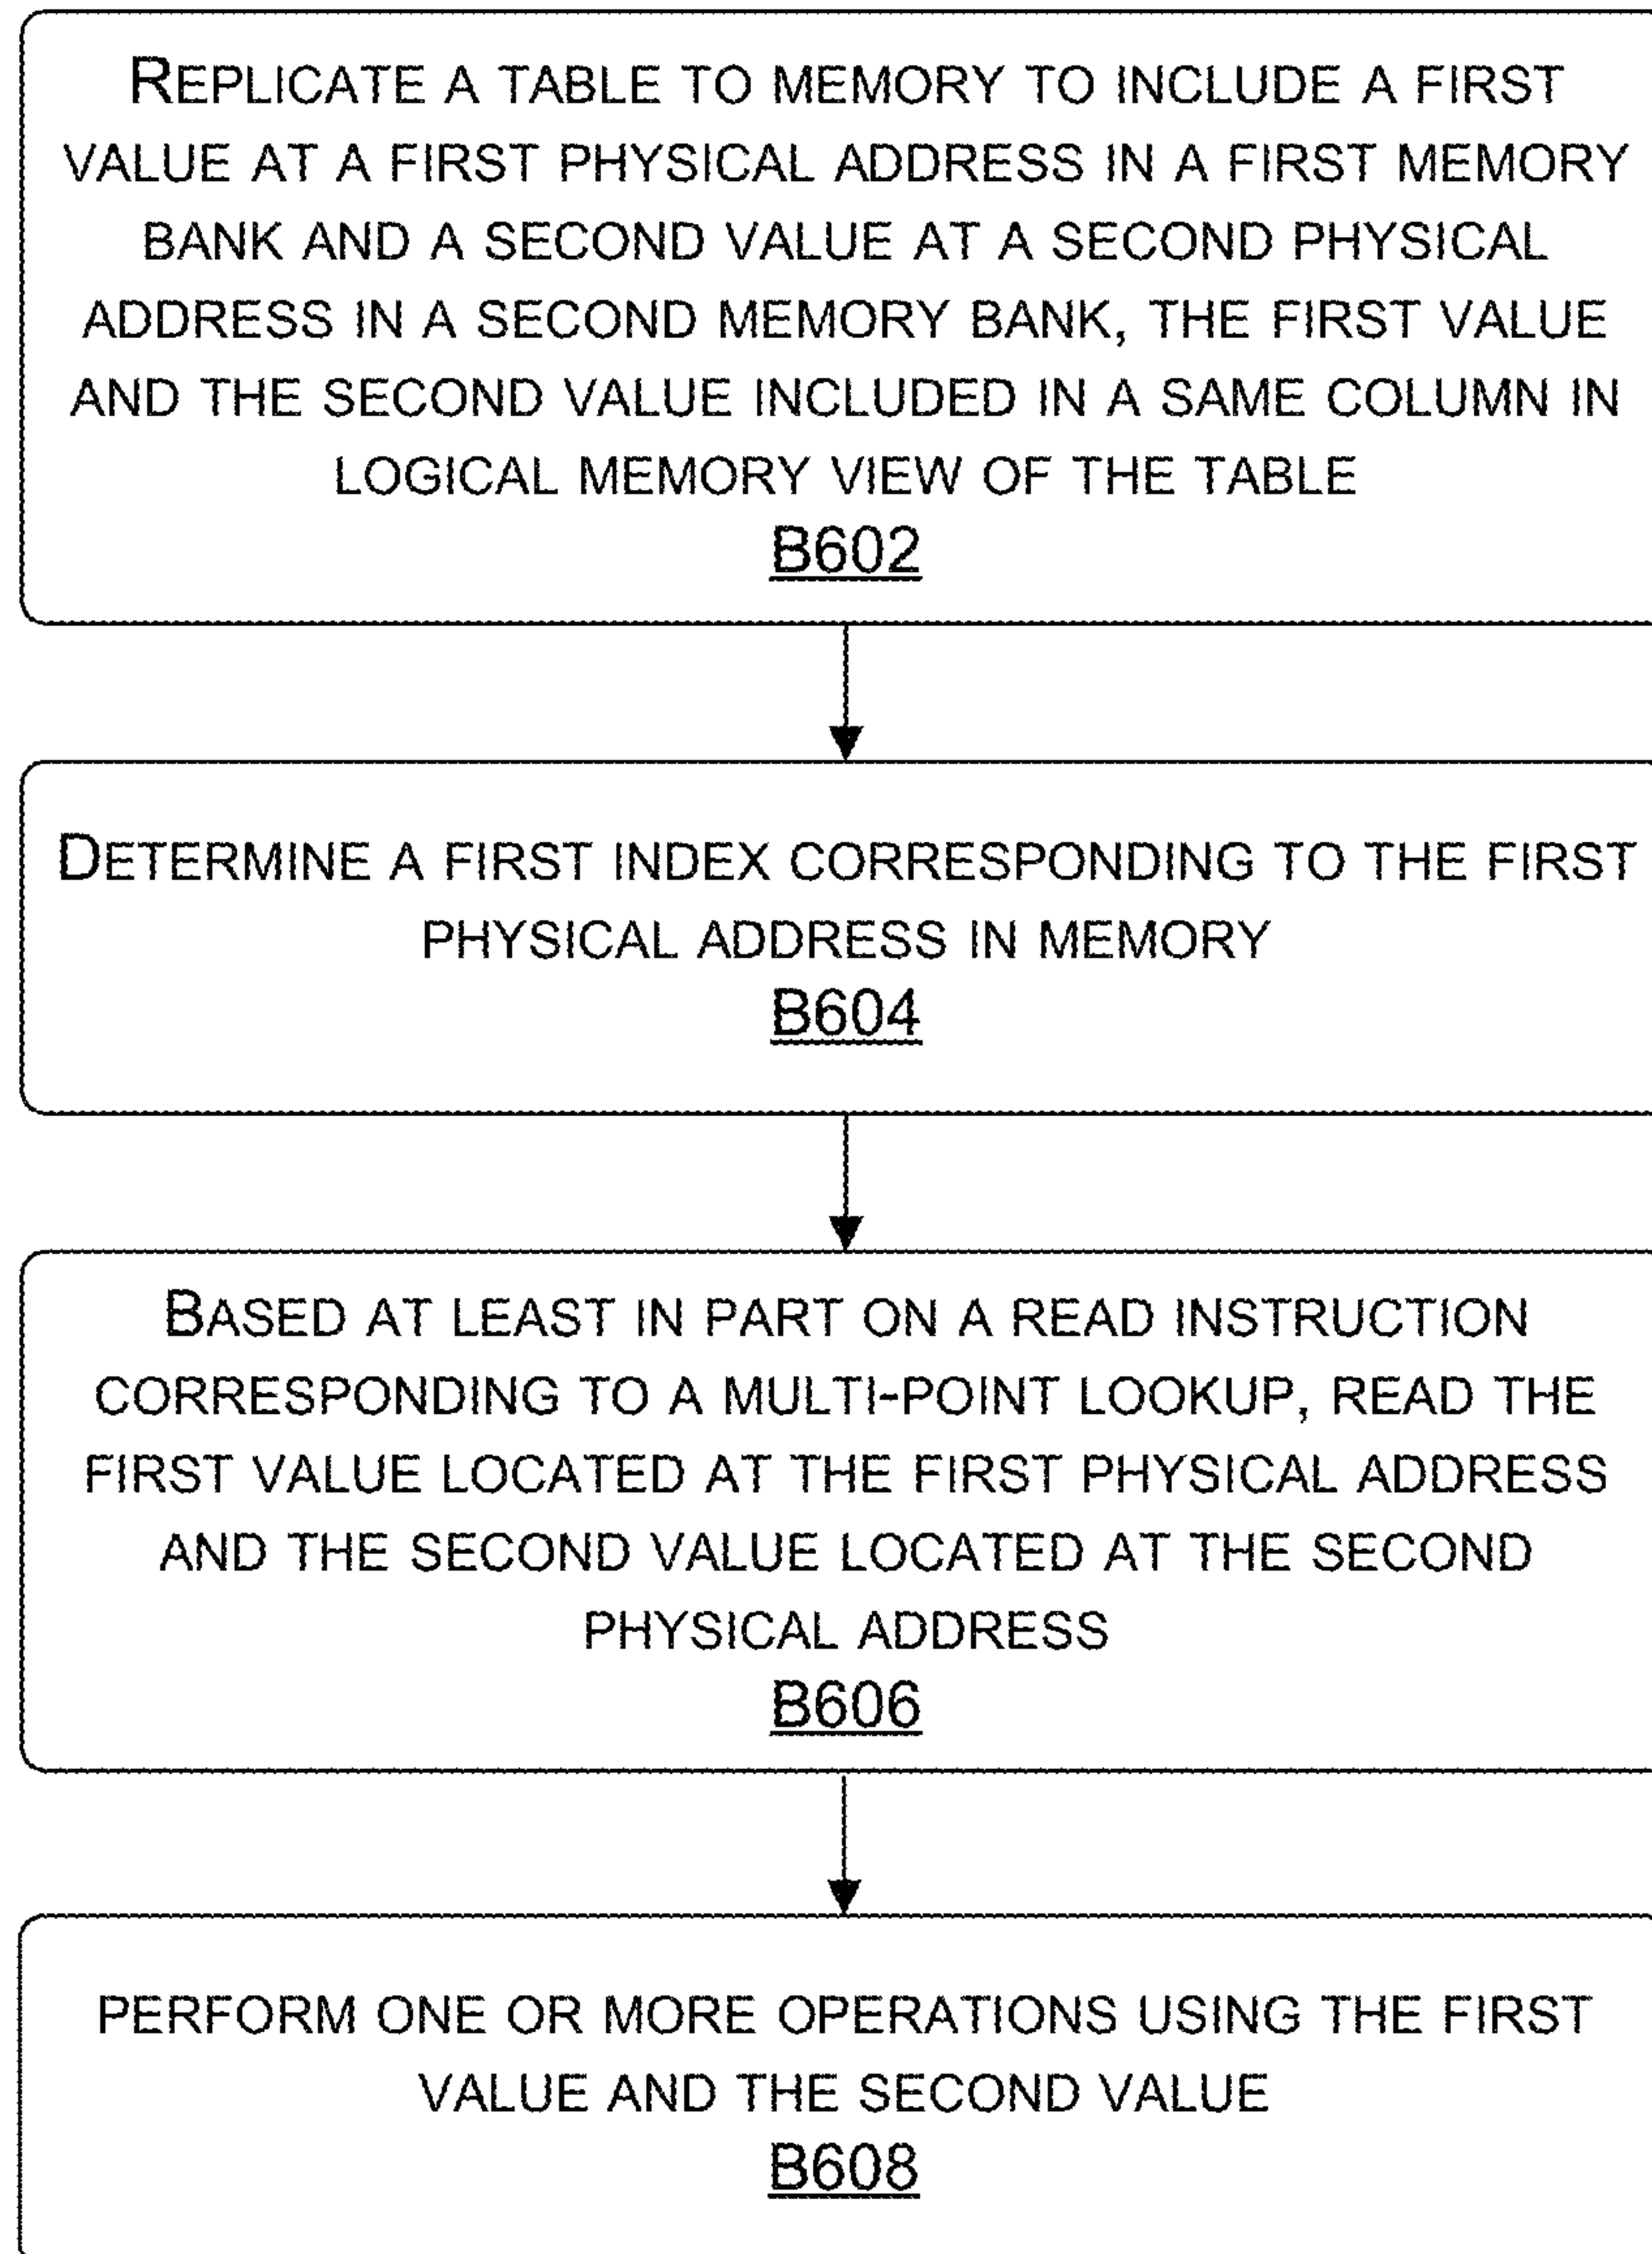 REPLICATE A TABLE TO MEMORY TO INCLUDE A FIRST
VALUE AT A FIRST PHYSICAL ADDRESS IN A FIRST MEMORY
BANK AND A SECOND VALUE AT A SECOND PHYSICAL
ADDRESS IN A SECOND MEMORY BANK, THE FIRST VALUE
AND THE SECOND VALUE INCLUDED IN A SAME COLUMN IN
LOGICAL MEMORY VIEW OF THE TABLE
B602
DETERMINE A FIRST INDEX CORRESPONDING TO THE FIRST
PHYSICAL ADDRESS IN MEMORY
B604
BASED AT LEAST IN PART ON A READ INSTRUCTION
CORRESPONDING TO A MULTI-POINT LOOKUP, READ THE
FIRST VALUE LOCATED AT THE FIRST PHYSICAL ADDRESS
AND THE SECOND VALUE LOCATED AT THE SECOND
PHYSICAL ADDRESS
B606
PERFORM ONE OR MORE OPERATIONS USING THE FIRST
VALUE AND THE SECOND VALUE
B608